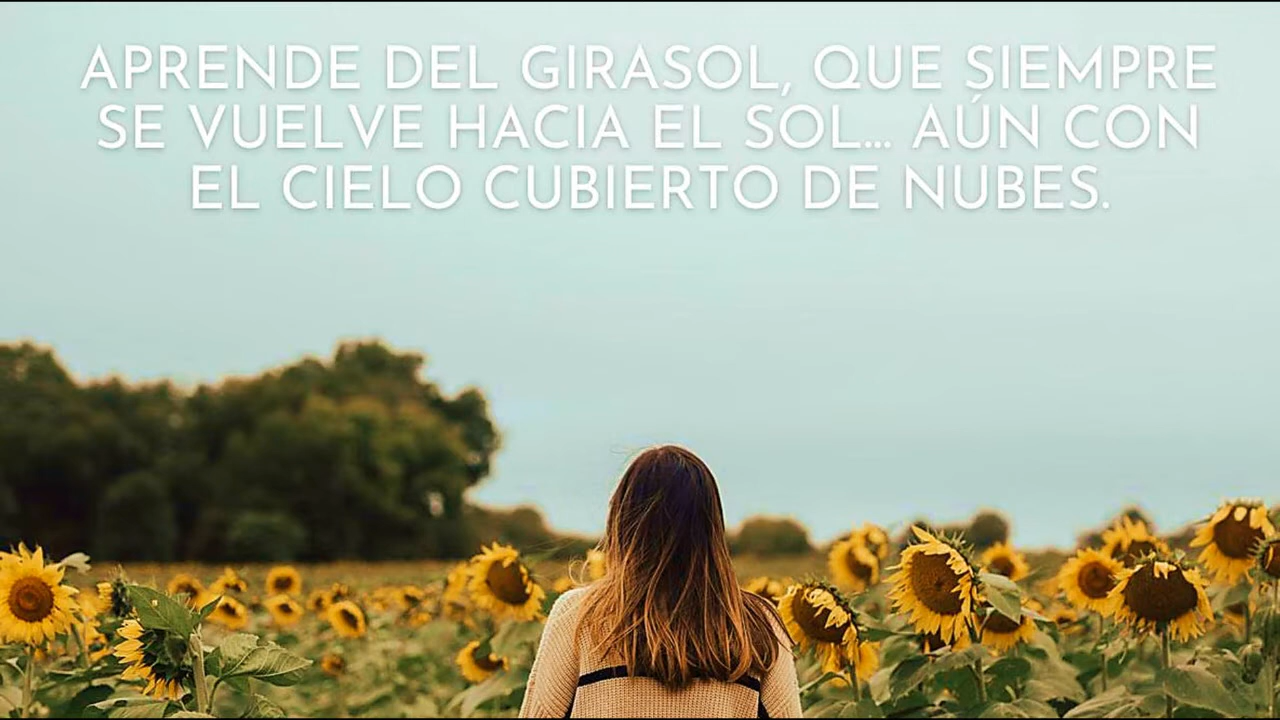 APRENDE DEL GIRASOL, QUE SIEMPRE
SE VUELVE HACIA EL SOL... AÚN CON
EL CIELO CUBIERTO DE NUBES.